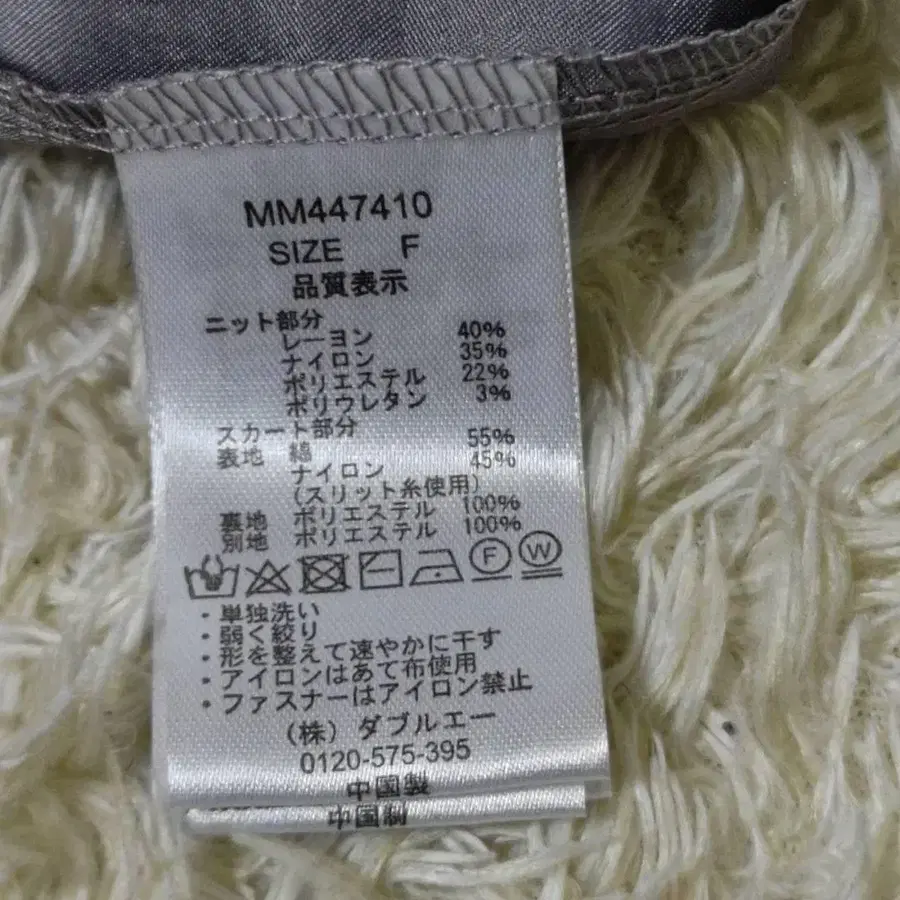 MM447410
SIZE F
品質表示
ニット部分
レーヨン 40%
ナイロン 35%
ポリエステル 22%
ポリウレタン 3%
スカート部分
表地 綿 55%
ナイロン 45%
(スリット糸使用)
裏地 ポリエステル 100%
別地 ポリエステル 100%
F W
・単独洗い
・弱く絞り
・形を整えて速やかに干す
・アイロンはあて布使用
・ファスナーはアイロン禁止
(株) ダブルエー
0120-575-395
中国製
中国製